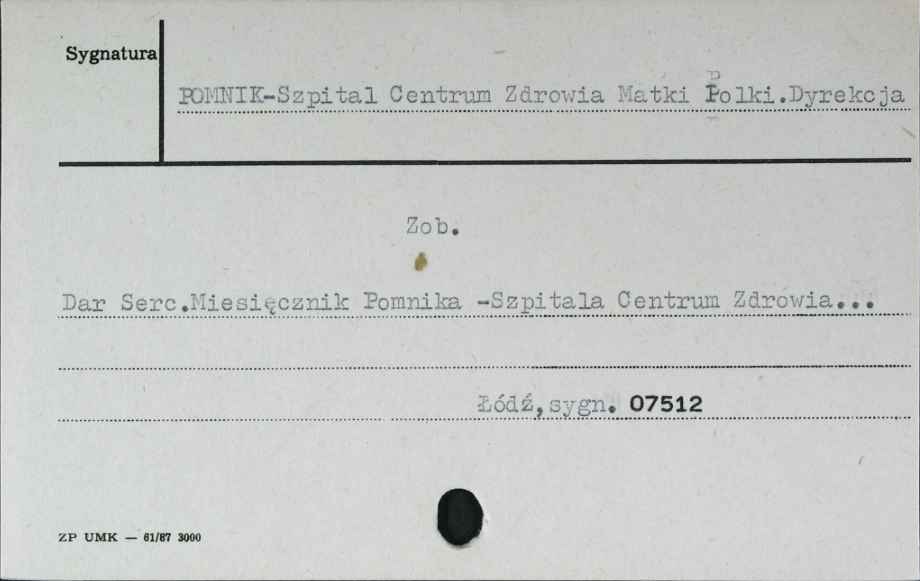 Sygnatura
POMNIK-Szpital Centrum Zdrowia Matki Polki.Dyrekcja
Zob.
Dar Serc.Miesięcznik Pomnika -Szpitala Centrum Zdrowia...
Łódź,sygn. 07512
ZP UMK — 61/87 3000